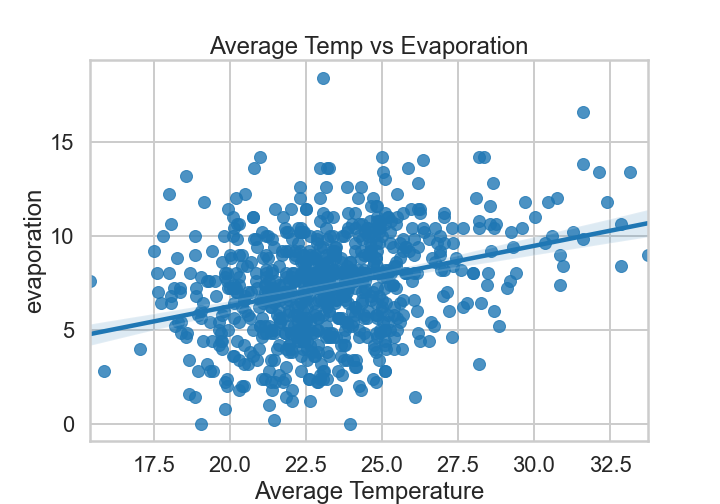 Average Temp vs Evaporation
15
10
5
0
evaporation
17.5 20.0 22.5 25.0 27.5 30.0 32.5
Average Temperature